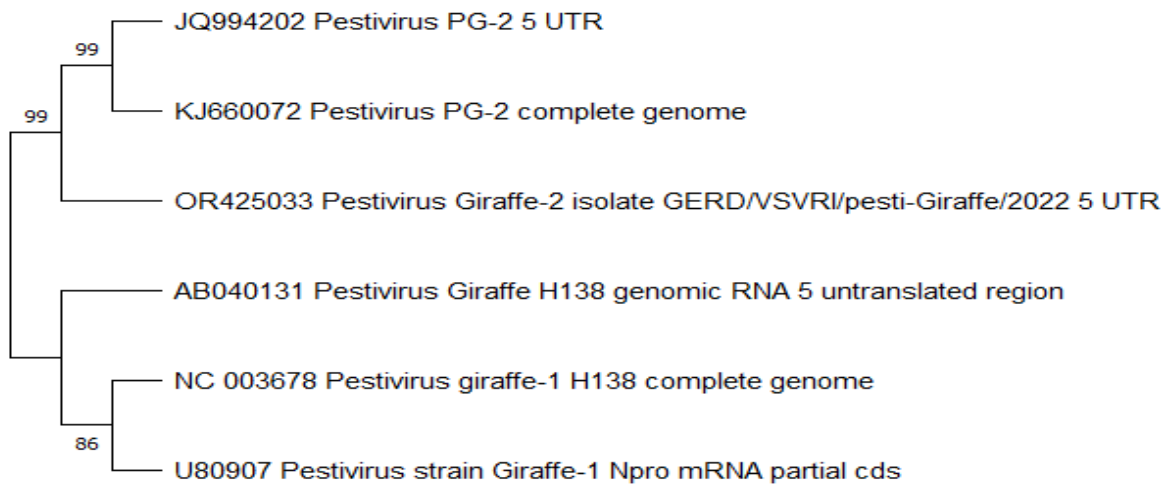 JQ994202 Pestivirus PG-2 5 UTR
99
KJ660072 Pestivirus PG-2 complete genome
99
OR425033 Pestivirus Giraffe-2 isolate GERD/VSVRI/pesti-Giraffe/2022 5 UTR
AB040131 Pestivirus Giraffe H138 genomic RNA 5 untranslated region
NC 003678 Pestivirus giraffe-1 H138 complete genome
86
U80907 Pestivirus strain Giraffe-1 Npro mRNA partial cds